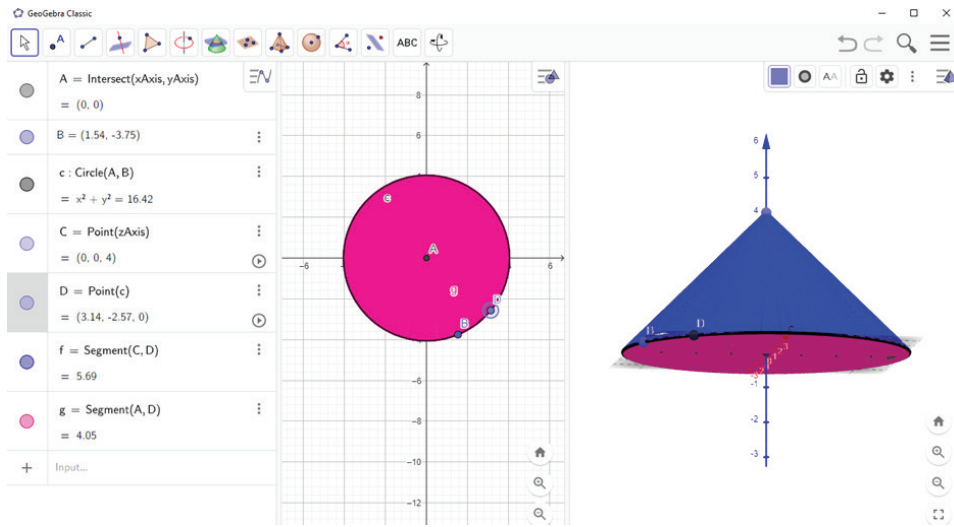 GeoGebra Classic
ABC
AA
A = Intersect(xAxis, yAxis)
= (0, 0)
B = (1.54, -3.75)
c : Circle(A, B)
= x² + y² = 16.42
C = Point(zAxis)
= (0, 0, 4)
D = Point(c)
= (3.14, -2.57, 0)
f = Segment(C, D)
= 5.69
g = Segment(A, D)
= 4.05
+ Input...
8
6
c
A
-6
6
g
D
B
-6
-8
-10
-12
6
5
4
B
D
-1
-2
-3